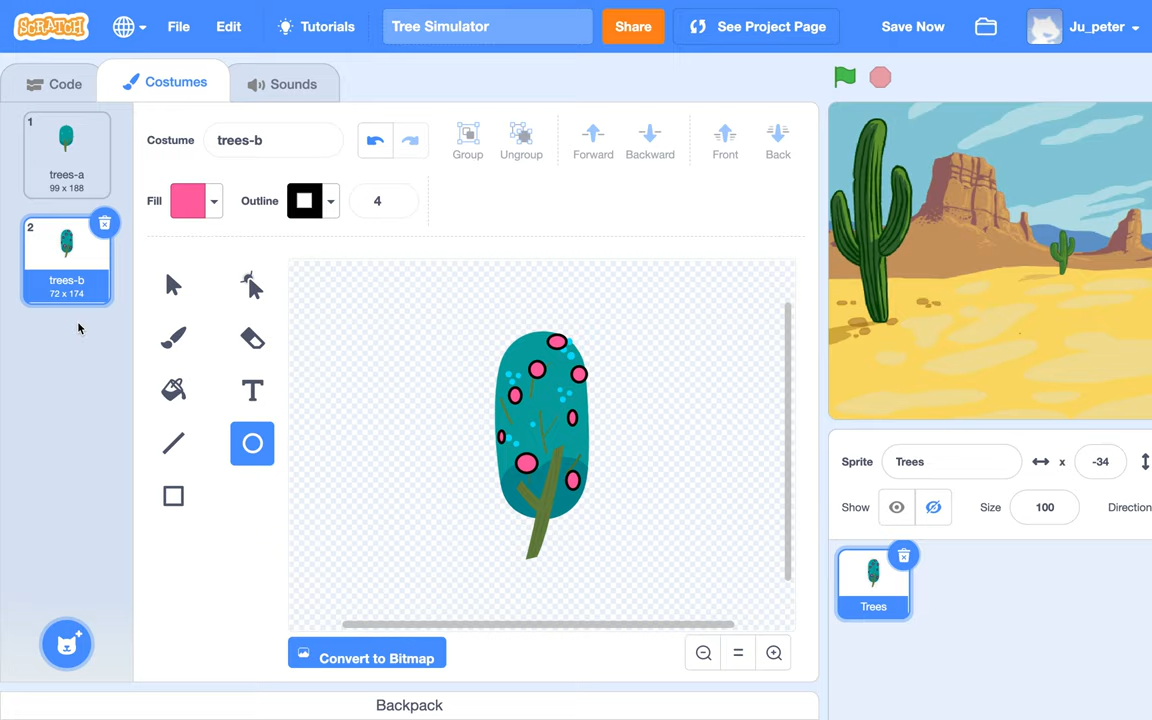 SCRATCH File Edit Tutorials Tree Simulator Share See Project Page Save Now Ju_peter
Code Costumes Sounds
1
trees-a
99 x 188
2
trees-b
72 x 174
Costume trees-b Group Ungroup Forward Backward Front Back
Fill Outline 4
T
Convert to Bitmap
Sprite Trees x -34
Show Size 100 Direction
Trees
Backpack